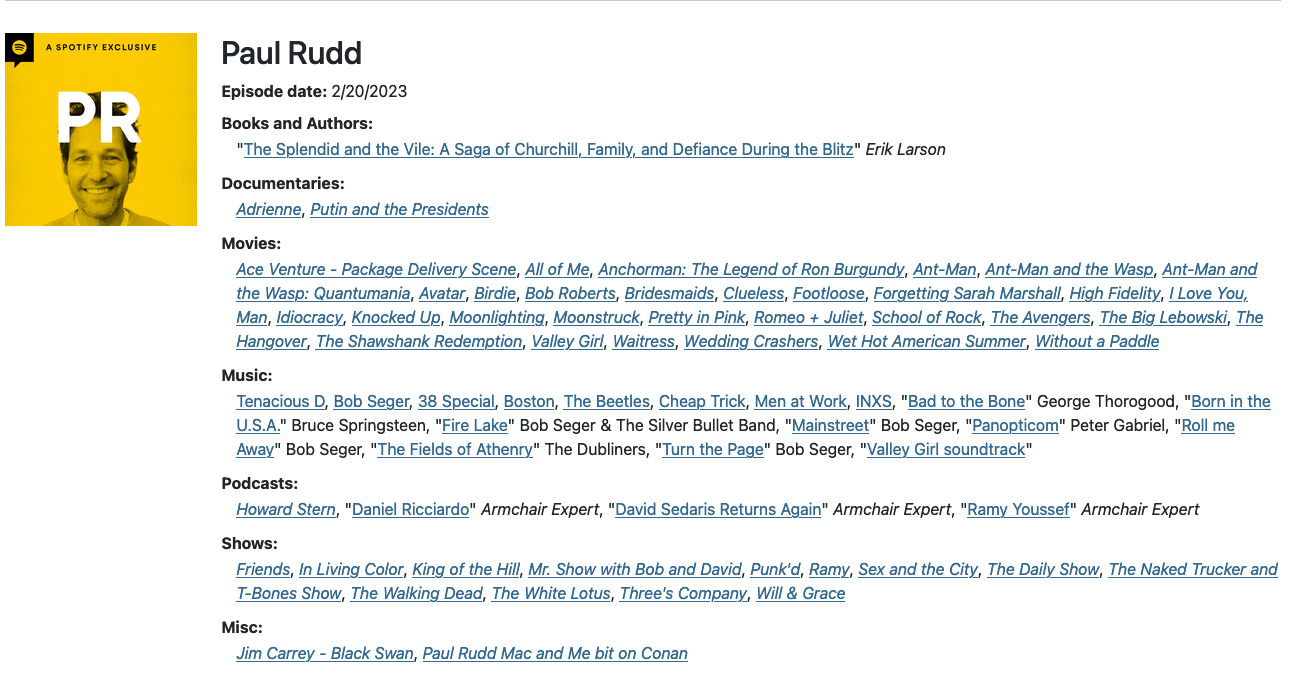 A SPOTIFY EXCLUSIVE
PR
Paul Rudd
Episode date: 2/20/2023
Books and Authors:
"The Splendid and the Vile: A Saga of Churchill, Family, and Defiance During the Blitz" Erik Larson
Documentaries:
Adrienne, Putin and the Presidents
Movies:
Ace Venture - Package Delivery Scene, All of Me, Anchorman: The Legend of Ron Burgundy, Ant-Man, Ant-Man and the Wasp, Ant-Man and
the Wasp: Quantumania, Avatar, Birdie, Bob Roberts, Bridesmaids, Clueless, Footloose, Forgetting Sarah Marshall, High Fidelity, I Love You,
Man, Idiocracy, Knocked Up, Moonlighting, Moonstruck, Pretty in Pink, Romeo + Juliet, School of Rock, The Avengers, The Big Lebowski, The
Hangover, The Shawshank Redemption, Valley Girl, Waitress, Wedding Crashers, Wet Hot American Summer, Without a Paddle
Music:
Tenacious D, Bob Seger, 38 Special, Boston, The Beetles, Cheap Trick, Men at Work, INXS, "Bad to the Bone" George Thorogood, "Born in the
U.S.A." Bruce Springsteen, "Fire Lake" Bob Seger & The Silver Bullet Band, "Mainstreet" Bob Seger, "Panopticom" Peter Gabriel, "Roll me
Away" Bob Seger, "The Fields of Athenry" The Dubliners, "Turn the Page" Bob Seger, "Valley Girl soundtrack"
Podcasts:
Howard Stern, "Daniel Ricciardo" Armchair Expert, "David Sedaris Returns Again" Armchair Expert, "Ramy Youssef" Armchair Expert
Shows:
Friends, In Living Color, King of the Hill, Mr. Show with Bob and David, Punk'd, Ramy, Sex and the City, The Daily Show, The Naked Trucker and
T-Bones Show, The Walking Dead, The White Lotus, Three's Company, Will & Grace
Misc:
Jim Carrey - Black Swan, Paul Rudd Mac and Me bit on Conan